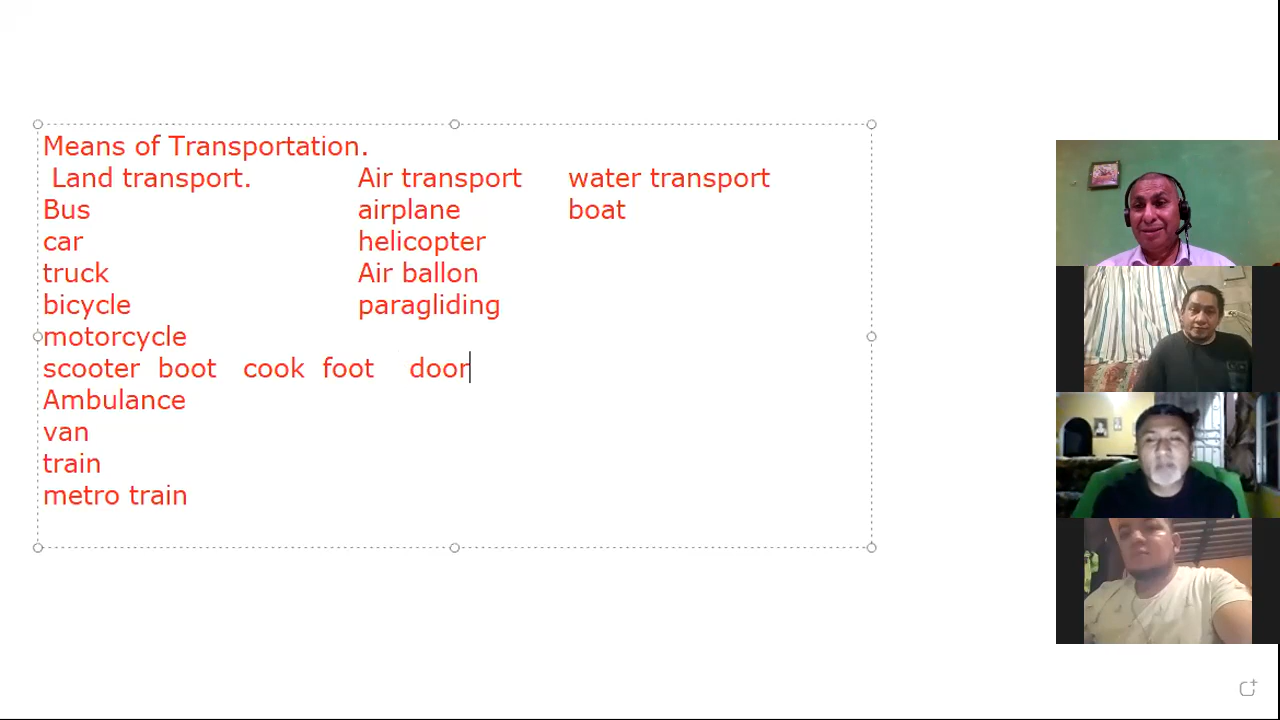 Means of Transportation.
Land transport. Air transport water transport
Bus airplane boat
car helicopter
truck Air ballon
bicycle paragliding
motorcycle
scooter boot cook foot door
Ambulance
van
train
metro train